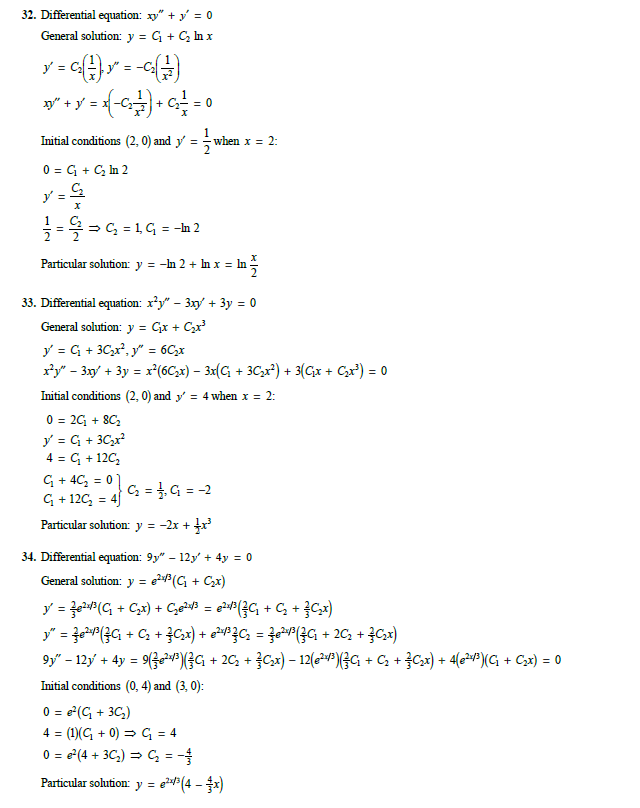 32. Differential equation: xy″ + y′ = 0
General solution: y = C₁ + C₂ ln x
y′ = C₂(1/x), y″ = −C₂(1/x²)
xy″ + y′ = x(−C₂ 1/x²) + C₂ 1/x = 0
Initial conditions (2, 0) and y′ = 1/2 when x = 2:
0 = C₁ + C₂ ln 2
y′ = C₂/x
1/2 = C₂/2 ⇒ C₂ = 1, C₁ = −ln 2
Particular solution: y = −ln 2 + ln x = ln x/2
33. Differential equation: x²y″ − 3xy′ + 3y = 0
General solution: y = C₁x + C₂x³
y′ = C₁ + 3C₂x², y″ = 6C₂x
x²y″ − 3xy′ + 3y = x²(6C₂x) − 3x(C₁ + 3C₂x²) + 3(C₁x + C₂x³) = 0
Initial conditions (2, 0) and y′ = 4 when x = 2:
0 = 2C₁ + 8C₂
y′ = C₁ + 3C₂x²
4 = C₁ + 12C₂
C₁ + 4C₂ = 0
C₁ + 12C₂ = 4} C₂ = 1/2, C₁ = −2
Particular solution: y = −2x + 1/2x³
34. Differential equation: 9y″ − 12y′ + 4y = 0
General solution: y = e^(2x/3)(C₁ + C₂x)
y′ = 2/3e^(2x/3)(C₁ + C₂x) + C₂e^(2x/3) = e^(2x/3)(2/3C₁ + C₂ + 2/3C₂x)
y″ = 2/3e^(2x/3)(2/3C₁ + C₂ + 2/3C₂x) + e^(2x/3)2/3C₂ = 2/3e^(2x/3)(2/3C₁ + 2C₂ + 2/3C₂x)
9y″ − 12y′ + 4y = 9(2/3e^(2x/3))(2/3C₁ + 2C₂ + 2/3C₂x) − 12(e^(2x/3))(2/3C₁ + C₂ + 2/3C₂x) + 4(e^(2x/3))(C₁ + C₂x) = 0
Initial conditions (0, 4) and (3, 0):
0 = e²(C₁ + 3C₂)
4 = (1)(C₁ + 0) ⇒ C₁ = 4
0 = e²(4 + 3C₂) ⇒ C₂ = −4/3
Particular solution: y = e^(2x/3)(4 − 4/3x)